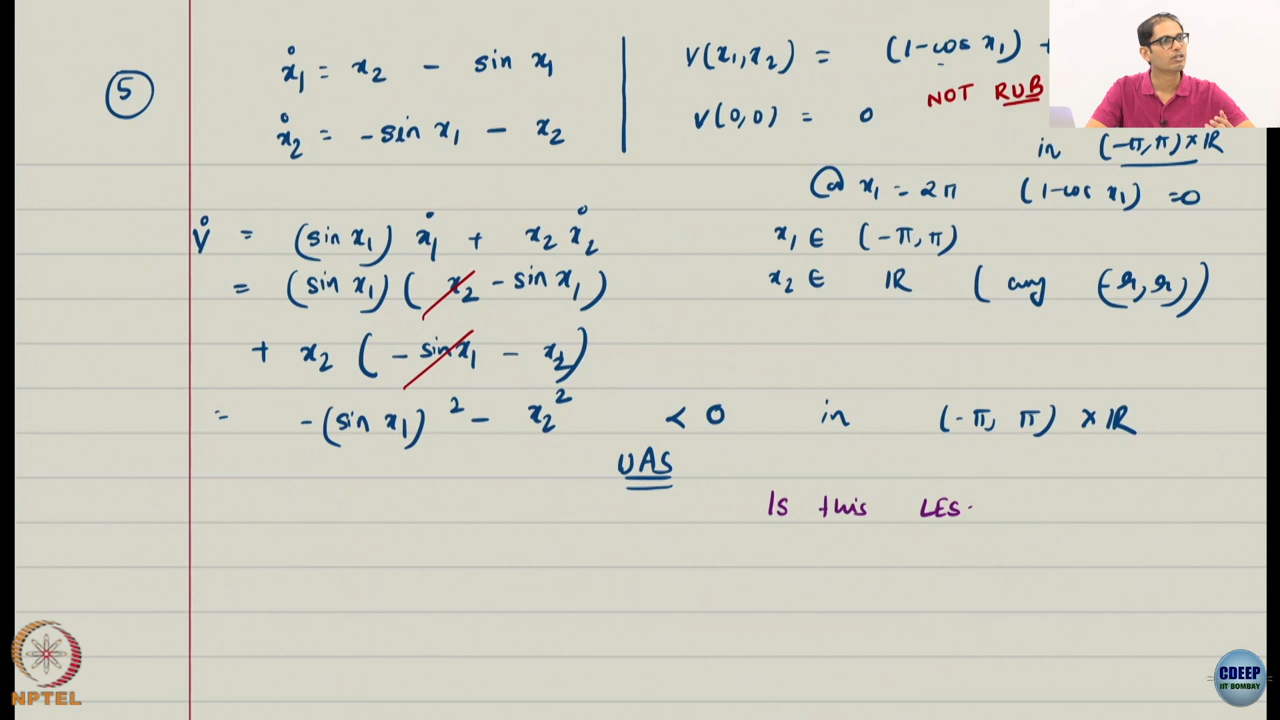 5
ẋ₁ = x₂ - sin x₁
ẋ₂ = -sin x₁ - x₂
V(x₁,x₂) = (1-cos x₁) +
NOT RUB
V(0,0) = 0
in (-π,π)×ℝ
@ x₁ = 2π (1-cos x₁) =0
V̇ = (sin x₁) ẋ₁ + x₂ ẋ₂
x₁ ∈ (-π,π)
= (sin x₁) ( x₂ - sin x₁)
x₂ ∈ ℝ ( any (-r,r))
+ x₂ ( - sin x₁ - x₂)
= -(sin x₁)² - x₂² < 0 in (-π, π) × ℝ
UAS
Is this LES.
NPTEL
CDEEP
IIT BOMBAY